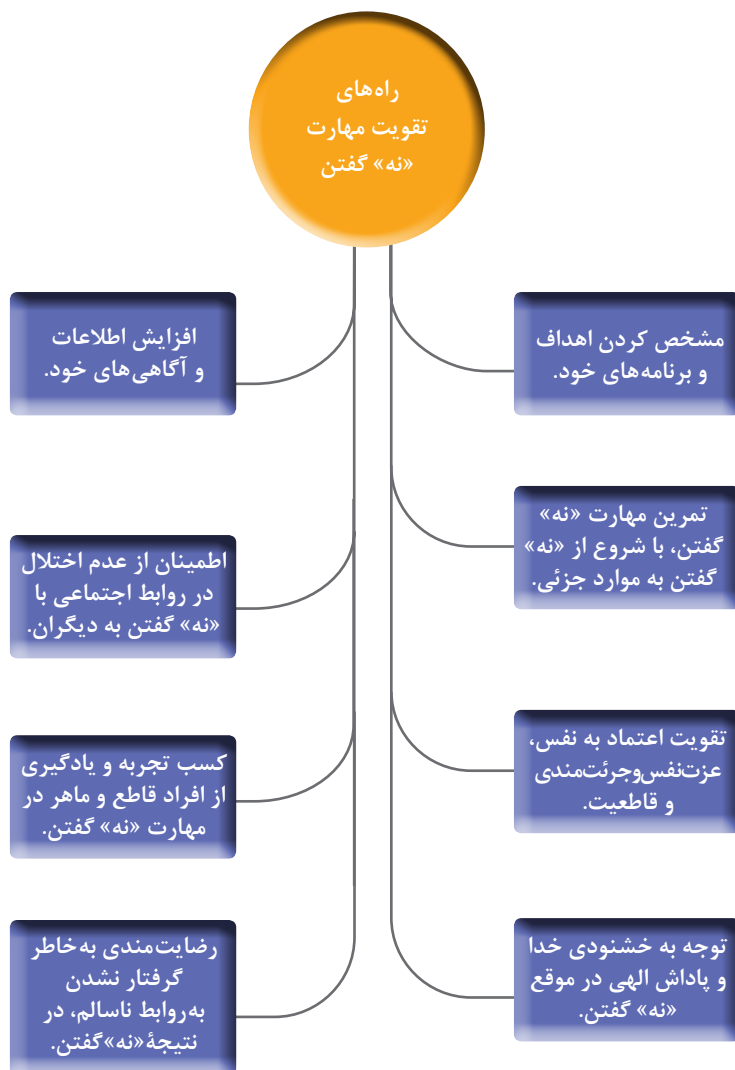 راه‌های
تقویت مهارت
«نه» گفتن
مشخص کردن اهداف
و برنامه‌های خود.
افزایش اطلاعات
و آگاهی‌های خود.
تمرین مهارت «نه»
گفتن، با شروع از «نه»
گفتن به موارد جزئی.
اطمینان از عدم اختلال
در روابط اجتماعی با
«نه» گفتن به دیگران.
تقویت اعتماد به نفس،
عزت‌نفس‌وجرئت‌مندی
و قاطعیت.
کسب تجربه و یادگیری
از افراد قاطع و ماهر در
مهارت «نه» گفتن.
توجه به خشنودی خدا
و پاداش الهی در موقع
«نه» گفتن.
رضایت‌مندی به‌خاطر
گرفتار نشدن
به‌روابط ناسالم، در
نتیجهٔ «نه»گفتن.